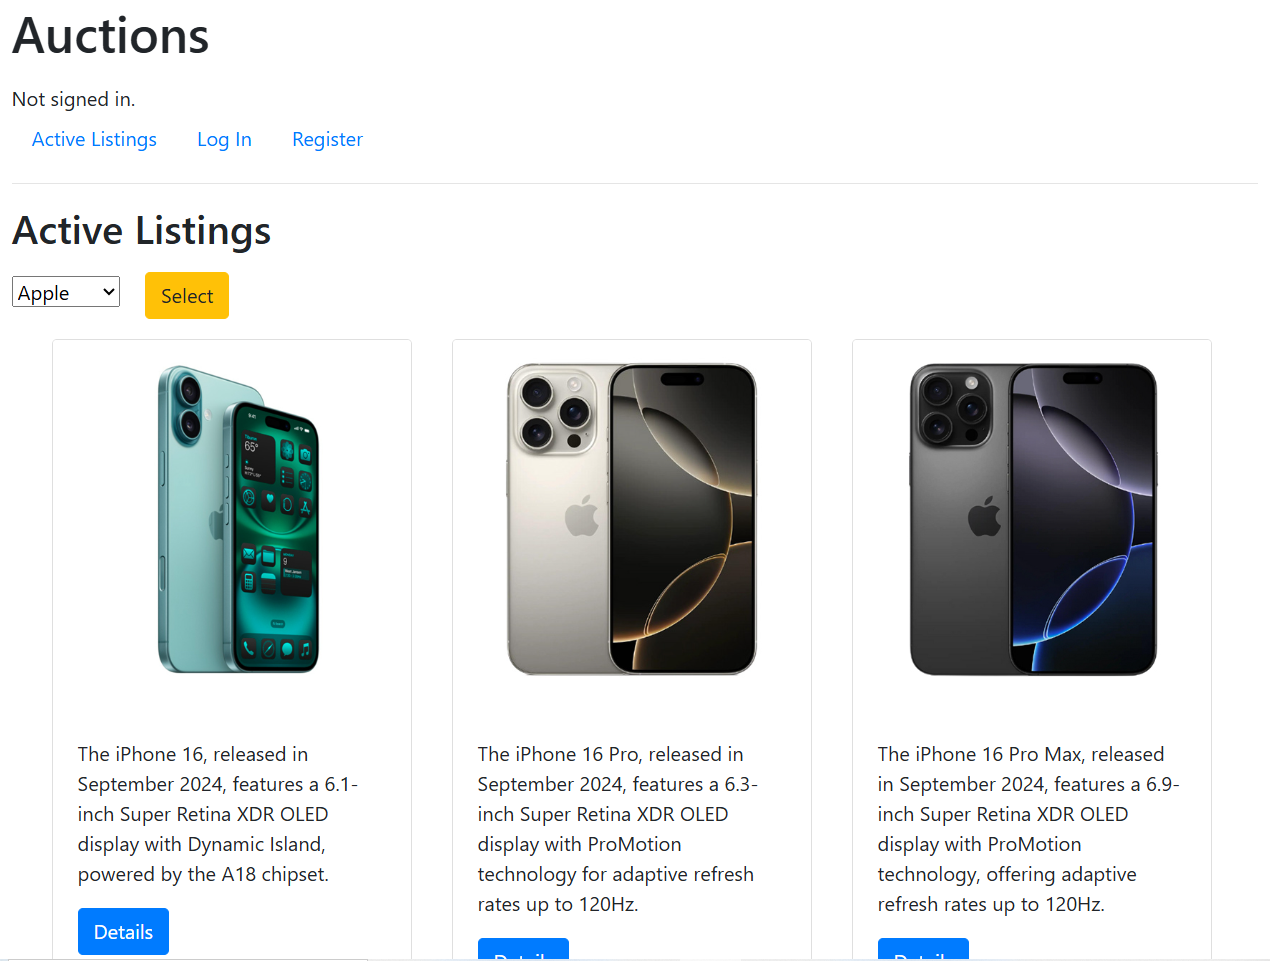 Auctions
Not signed in.
Active Listings Log In Register
Active Listings
Apple Select
The iPhone 16, released in
September 2024, features a 6.1-
inch Super Retina XDR OLED
display with Dynamic Island,
powered by the A18 chipset.
Details
The iPhone 16 Pro, released in
September 2024, features a 6.3-
inch Super Retina XDR OLED
display with ProMotion
technology for adaptive refresh
rates up to 120Hz.
Details
The iPhone 16 Pro Max, released
in September 2024, features a 6.9-
inch Super Retina XDR OLED
display with ProMotion
technology, offering adaptive
refresh rates up to 120Hz.
Details